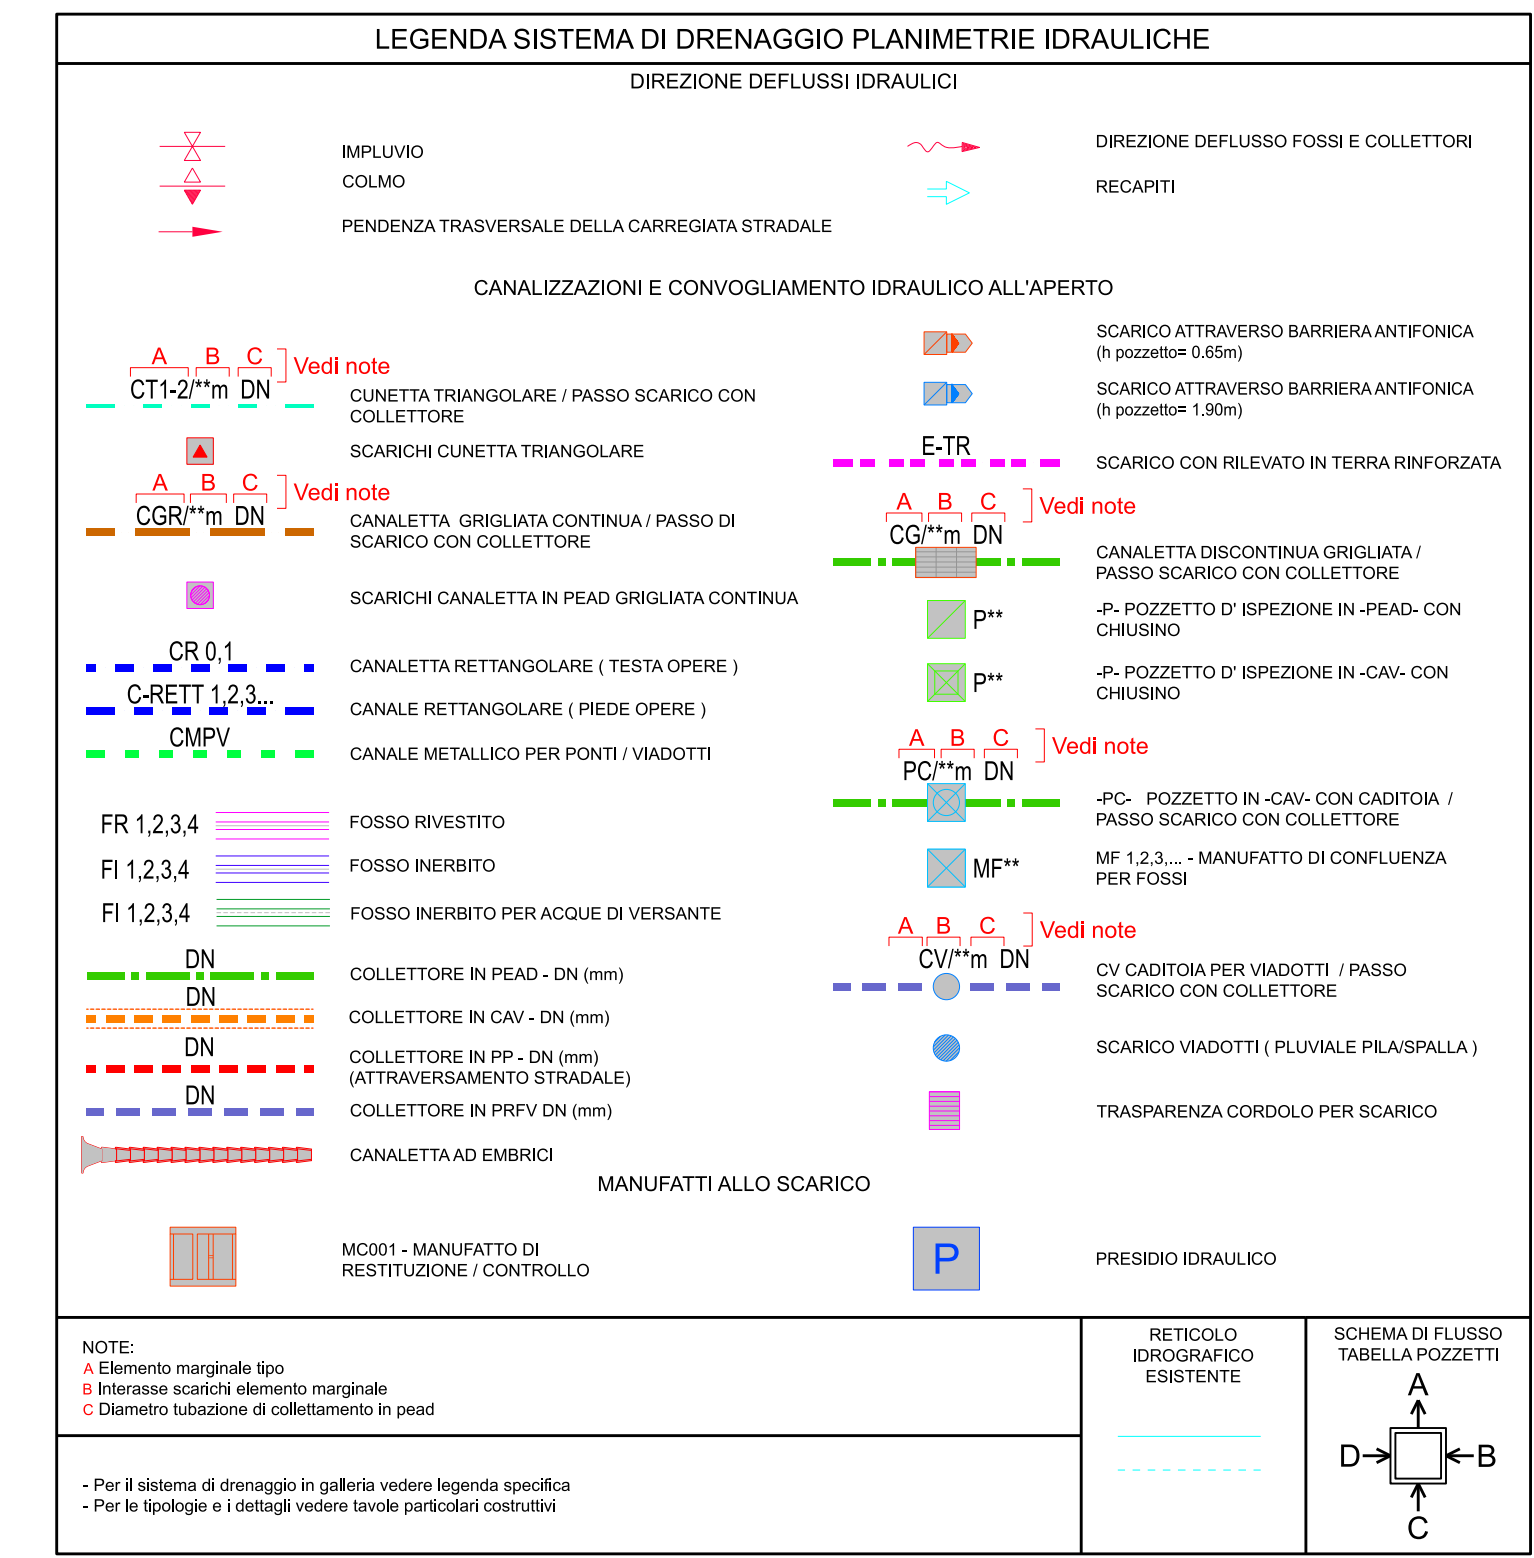 LEGENDA SISTEMA DI DRENAGGIO PLANIMETRIE IDRAULICHE
DIREZIONE DEFLUSSI IDRAULICI
IMPLUVIO
COLMO
PENDENZA TRASVERSALE DELLA CARREGIATA STRADALE
DIREZIONE DEFLUSSO FOSSI E COLLETTORI
RECAPITI
CANALIZZAZIONI E CONVOGLIAMENTO IDRAULICO ALL'APERTO
A B C Vedi note
CT1-2/**m DN
CUNETTA TRIANGOLARE / PASSO SCARICO CON
COLLETTORE
SCARICHI CUNETTA TRIANGOLARE
A B C Vedi note
CGR/**m DN
CANALETTA GRIGLIATA CONTINUA / PASSO DI
SCARICO CON COLLETTORE
SCARICHI CANALETTA IN PEAD GRIGLIATA CONTINUA
CR 0,1
CANALETTA RETTANGOLARE ( TESTA OPERE )
C-RETT 1,2,3...
CANALE RETTANGOLARE ( PIEDE OPERE )
CMPV
CANALE METALLICO PER PONTI / VIADOTTI
FR 1,2,3,4
FOSSO RIVESTITO
FI 1,2,3,4
FOSSO INERBITO
FI 1,2,3,4
FOSSO INERBITO PER ACQUE DI VERSANTE
DN
COLLETTORE IN PEAD - DN (mm)
DN
COLLETTORE IN CAV - DN (mm)
DN
COLLETTORE IN PP - DN (mm)
(ATTRAVERSAMENTO STRADALE)
DN
COLLETTORE IN PRFV DN (mm)
CANALETTA AD EMBRICI
SCARICO ATTRAVERSO BARRIERA ANTIFONICA
(h pozzetto= 0.65m)
SCARICO ATTRAVERSO BARRIERA ANTIFONICA
(h pozzetto= 1.90m)
E-TR
SCARICO CON RILEVATO IN TERRA RINFORZATA
A B C Vedi note
CG/**m DN
CANALETTA DISCONTINUA GRIGLIATA /
PASSO SCARICO CON COLLETTORE
P**
-P- POZZETTO D' ISPEZIONE IN -PEAD- CON
CHIUSINO
P**
-P- POZZETTO D' ISPEZIONE IN -CAV- CON
CHIUSINO
A B C Vedi note
PC/**m DN
-PC- POZZETTO IN -CAV- CON CADITOIA /
PASSO SCARICO CON COLLETTORE
MF**
MF 1,2,3,... - MANUFATTO DI CONFLUENZA
PER FOSSI
A B C Vedi note
CV/**m DN
CV CADITOIA PER VIADOTTI / PASSO
SCARICO CON COLLETTORE
SCARICO VIADOTTI ( PLUVIALE PILA/SPALLA )
TRASPARENZA CORDOLO PER SCARICO
MANUFATTI ALLO SCARICO
MC001 - MANUFATTO DI
RESTITUZIONE / CONTROLLO
P
PRESIDIO IDRAULICO
NOTE:
A Elemento marginale tipo
B Interasse scarichi elemento marginale
C Diametro tubazione di collettamento in pead
- Per il sistema di drenaggio in galleria vedere legenda specifica
- Per le tipologie e i dettagli vedere tavole particolari costruttivi
RETICOLO
IDROGRAFICO
ESISTENTE
SCHEMA DI FLUSSO
TABELLA POZZETTI
A
D B
C